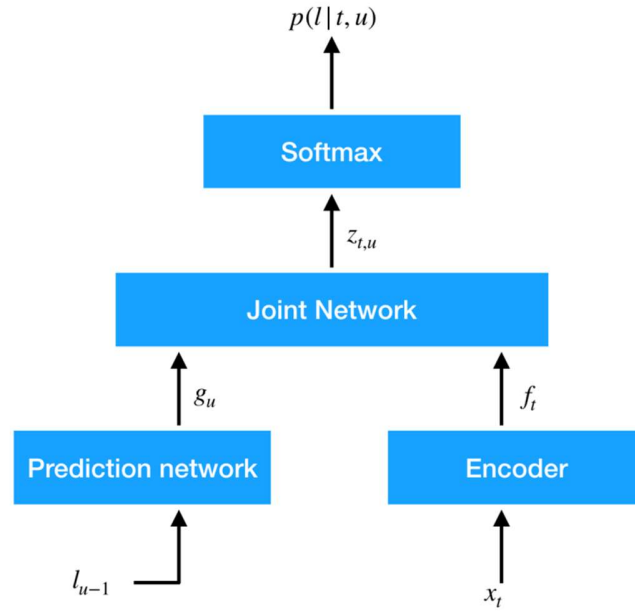 p(l|t,u)
Softmax
z_{t,u}
Joint Network
g_u
f_t
Prediction network
Encoder
l_{u−1}
x_t